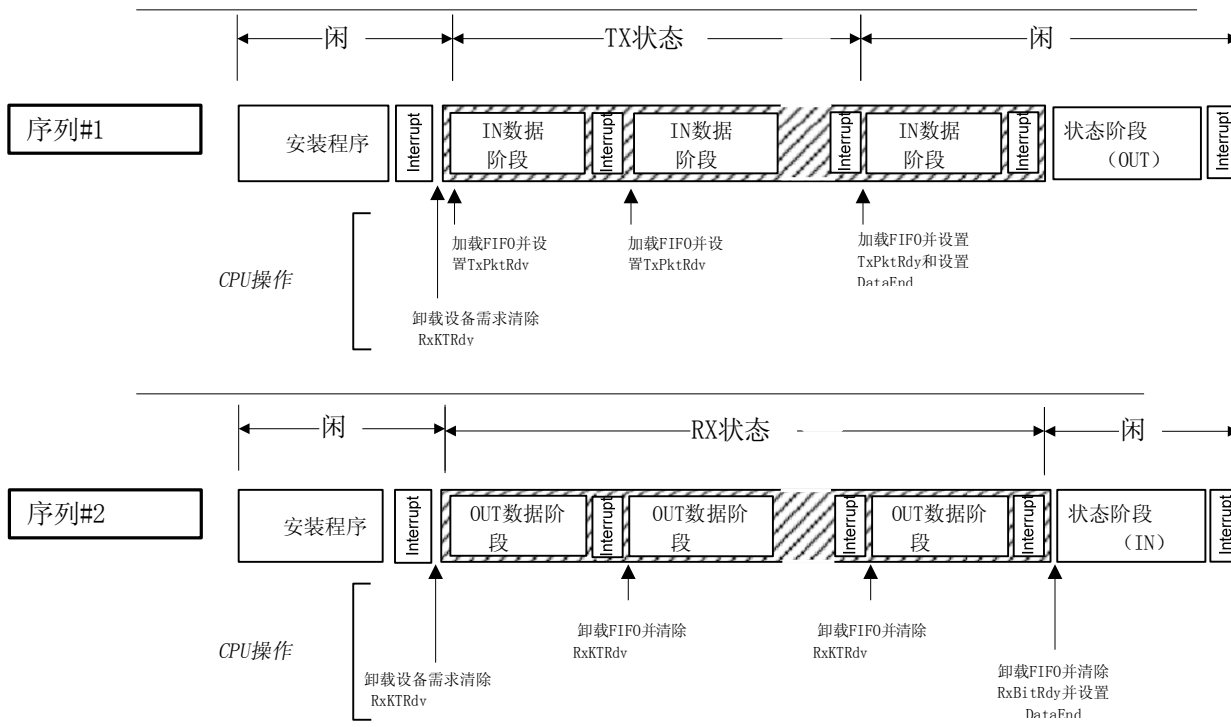 闲
TX状态
闲
序列#1
安装程序
Interrupt
IN数据
阶段
Interrupt
IN数据
阶段
Interrupt
IN数据
阶段
Interrupt
状态阶段
（OUT）
Interrupt
CPU操作
加载FIFO并设
置TxPktRdv
加载FIFO并设
置TxPktRdv
加载FIFO并设置
TxPktRdy和设置
DataEnd
卸载设备需求清除
RxKTRdy
闲
RX状态
闲
序列#2
安装程序
Interrupt
OUT数据阶
段
Interrupt
OUT数据阶
段
Interrupt
OUT数据阶
段
Interrupt
状态阶段
（IN）
Interrupt
CPU操作
卸载设备需求清除
RxKTRdv
卸载FIFO并清除
RxKTRdv
卸载FIFO并清除
RxKTRdv
卸载FIFO并清除
RxBitRdy并设置
DataEnd